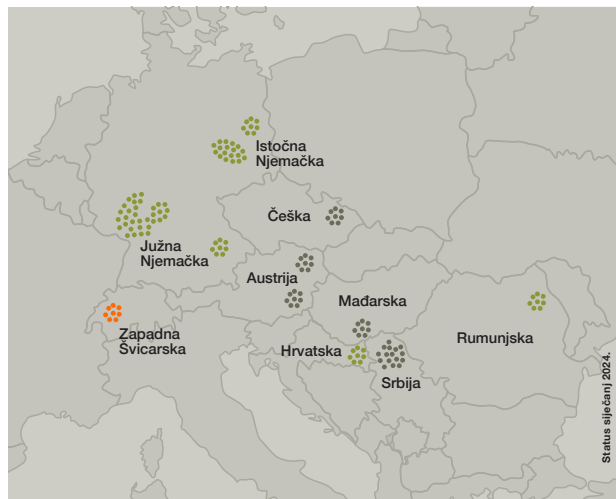 Istočna
Njemačka
Češka
Južna
Njemačka
Austrija
Mađarska
Zapadna
Švicarska
Hrvatska
Rumunjska
Srbija
Status siječanj 2024.